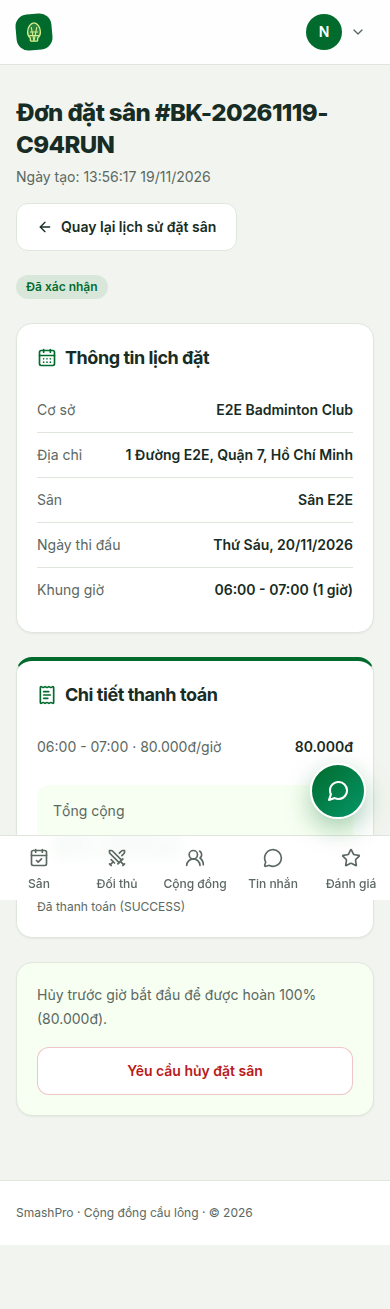 N
Đơn đặt sân #BK-20261119-
C94RUN
Ngày tạo: 13:56:17 19/11/2026
Quay lại lịch sử đặt sân
Đã xác nhận
Thông tin lịch đặt
Cơ sở E2E Badminton Club
Địa chỉ 1 Đường E2E, Quận 7, Hồ Chí Minh
Sân Sân E2E
Ngày thi đấu Thứ Sáu, 20/11/2026
Khung giờ 06:00 - 07:00 (1 giờ)
Chi tiết thanh toán
06:00 - 07:00 · 80.000đ/giờ 80.000đ
Tổng cộng
Sân Đối thủ Cộng đồng Tin nhắn Đánh giá
Đã thanh toán (SUCCESS)
Hủy trước giờ bắt đầu để được hoàn 100%
(80.000đ).
Yêu cầu hủy đặt sân
SmashPro · Cộng đồng cầu lông · © 2026